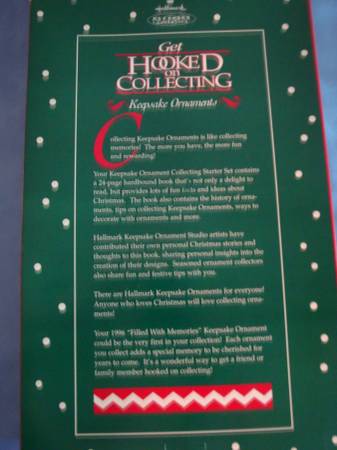 Hallmark
Get
HOOKED
on
COLLECTING
Keepsake Ornaments
Collecting Keepsake Ornaments is like collecting
memories! The more you have, the more fun
and rewarding!
Your Keepsake Ornament Collecting Starter Set contains
a 24-page hardbound book that's not only a delight to
read, but provides lots of fun facts and ideas about
Christmas. The book also contains the history of orna-
ments, tips on collecting Keepsake Ornaments, ways to
decorate with ornaments and more.
Hallmark Keepsake Ornament Studio artists have
contributed their own personal Christmas stories and
thoughts to this book, sharing personal insights into the
creation of their designs. Seasoned ornament collectors
also share fun and festive tips with you.
There are Hallmark Keepsake Ornaments for everyone!
Anyone who loves Christmas will love collecting orna-
ments!
Your 1996 "Filled With Memories" Keepsake Ornament
could be the very first in your collection! Each ornament
you collect adds a special memory to be cherished for
years to come. It's a wonderful way to get a friend or
family member hooked on collecting!